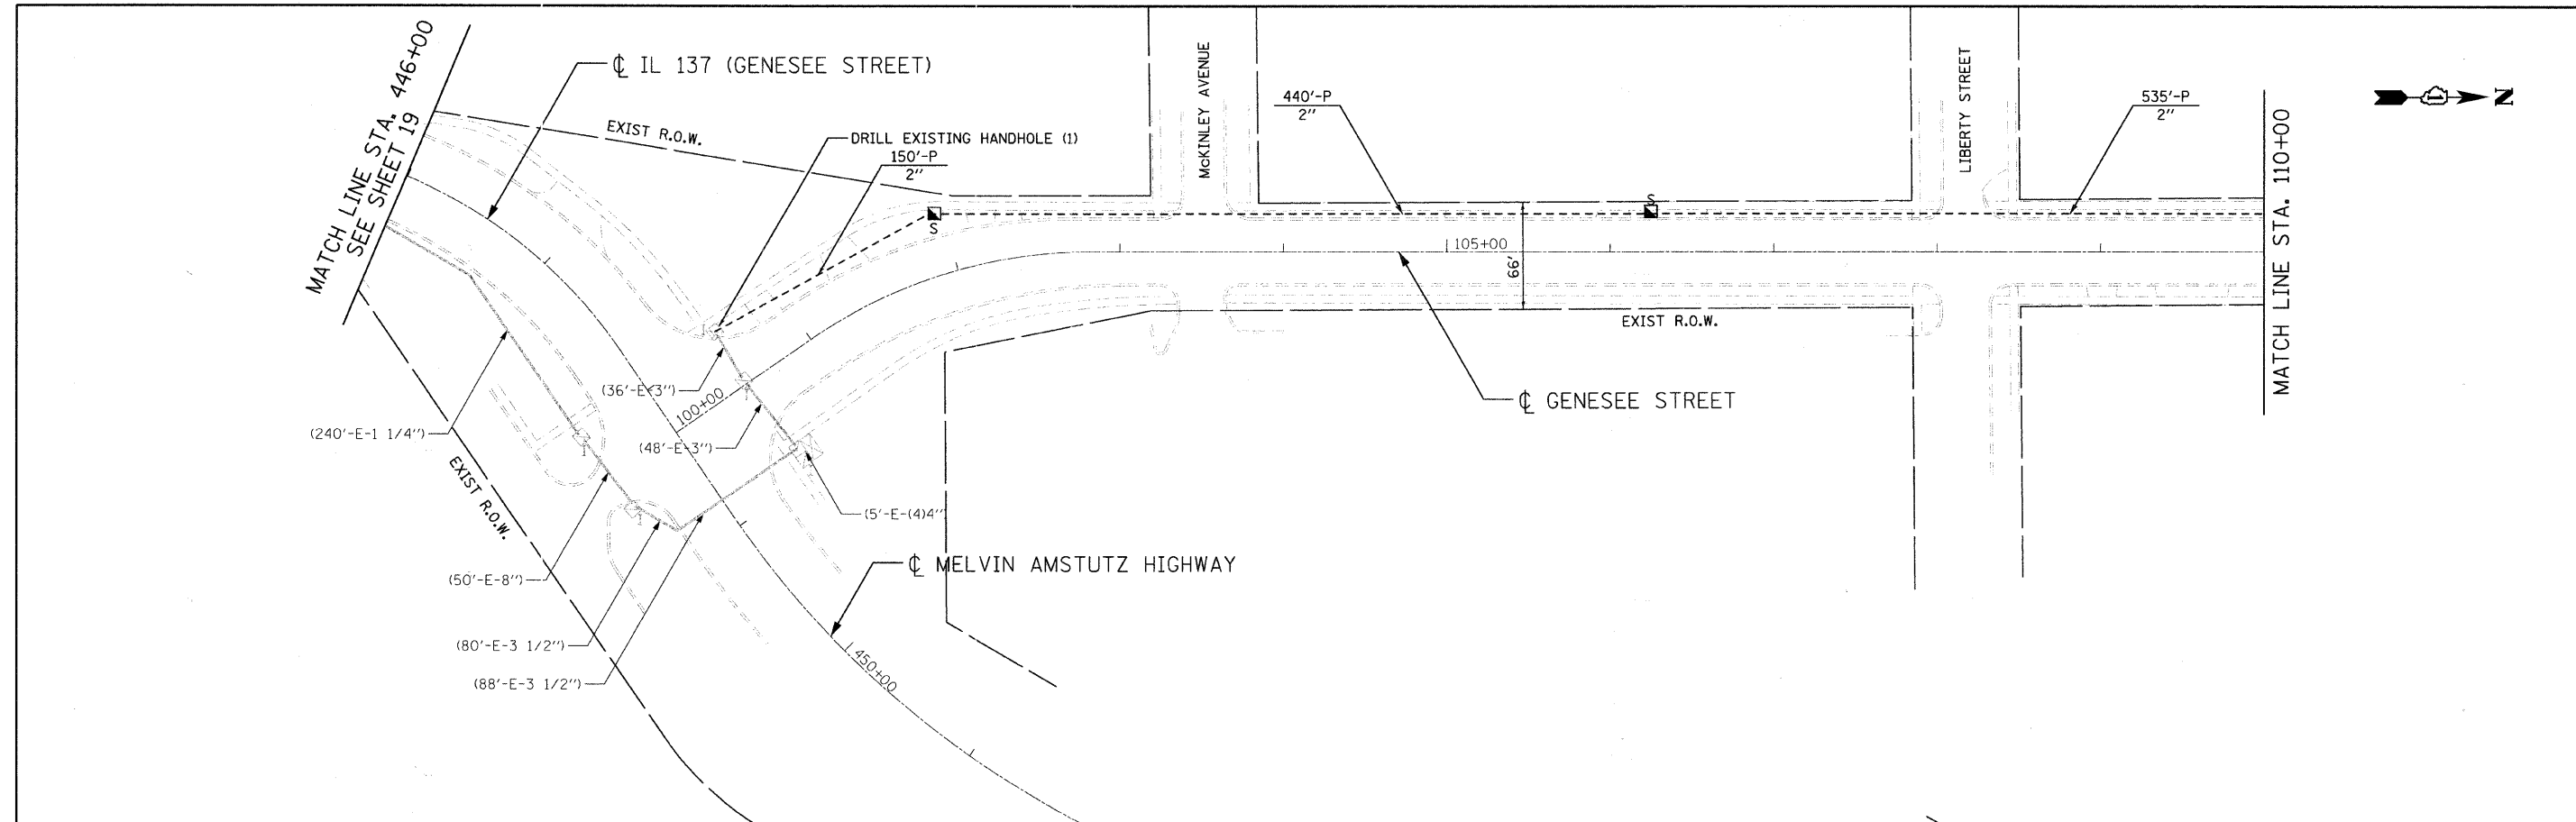 MATCH LINE STA. 446+00
SEE SHEET 19
℄ IL 137 (GENESEE STREET)
EXIST R.O.W.
DRILL EXISTING HANDHOLE (1)
150'-P
2"
S
McKINLEY AVENUE
440'-P
2"
S
LIBERTY STREET
535'-P
2"
N
MATCH LINE STA. 110+00
105+00
66'
EXIST R.O.W.
℄ GENESEE STREET
(36'-E-3")
100+00
(48'-E-3")
(240'-E-1 1/4")
EXIST R.O.W.
(5'-E-(4)4"
(50'-E-8")
℄ MELVIN AMSTUTZ HIGHWAY
(80'-E-3 1/2")
(88'-E-3 1/2")
450+00